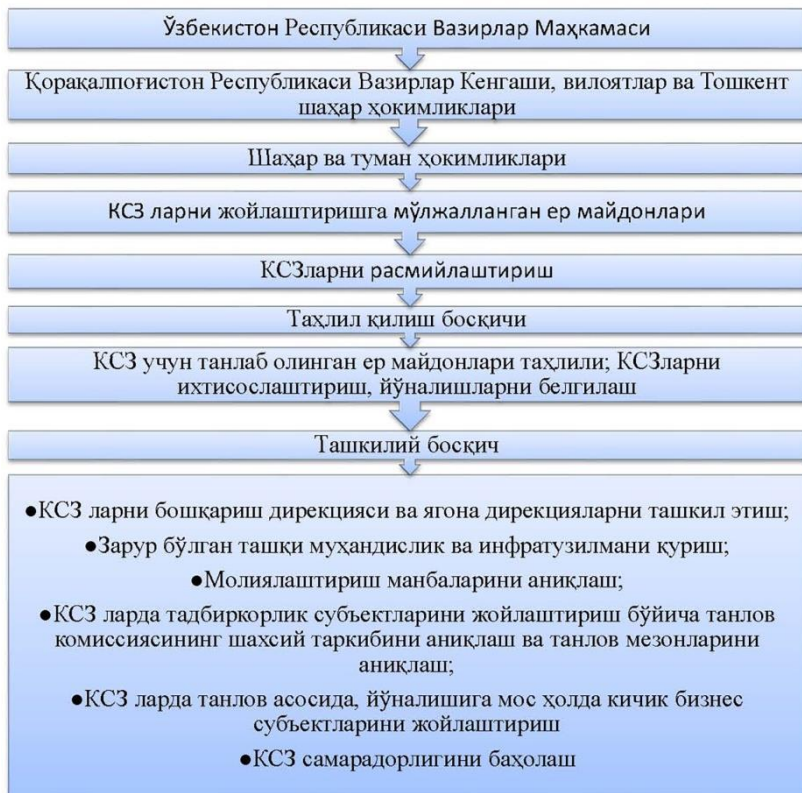 Ўзбекистон Республикаси Вазирлар Маҳкамаси
Қорақалпоғистон Республикаси Вазирлар Кенгаши, вилоятлар ва Тошкент
шаҳар ҳокимликлари
Шаҳар ва туман ҳокимликлари
КСЗ ларни жойлаштиришга мўлжалланган ер майдонлари
КСЗларни расмийлаштириш
Таҳлил қилиш босқичи
КСЗ учун танлаб олинган ер майдонлари таҳлили; КСЗларни
ихтисослаштириш, йўналишларни белгилаш
Ташкилий босқич
●КСЗ ларни бошқариш дирекцияси ва ягона дирекцияларни ташкил этиш;
●Зарур бўлган ташқи муҳандислик ва инфратузилмани қуриш;
●Молиялаштириш манбаларини аниқлаш;
●КСЗ ларда тадбиркорлик субъектларини жойлаштириш бўйича танлов
комиссиясининг шахсий таркибини аниқлаш ва танлов мезонларини
аниқлаш;
●КСЗ ларда танлов асосида, йўналишига мос ҳолда кичик бизнес
субъектларини жойлаштириш
●КСЗ самарадорлигини баҳолаш